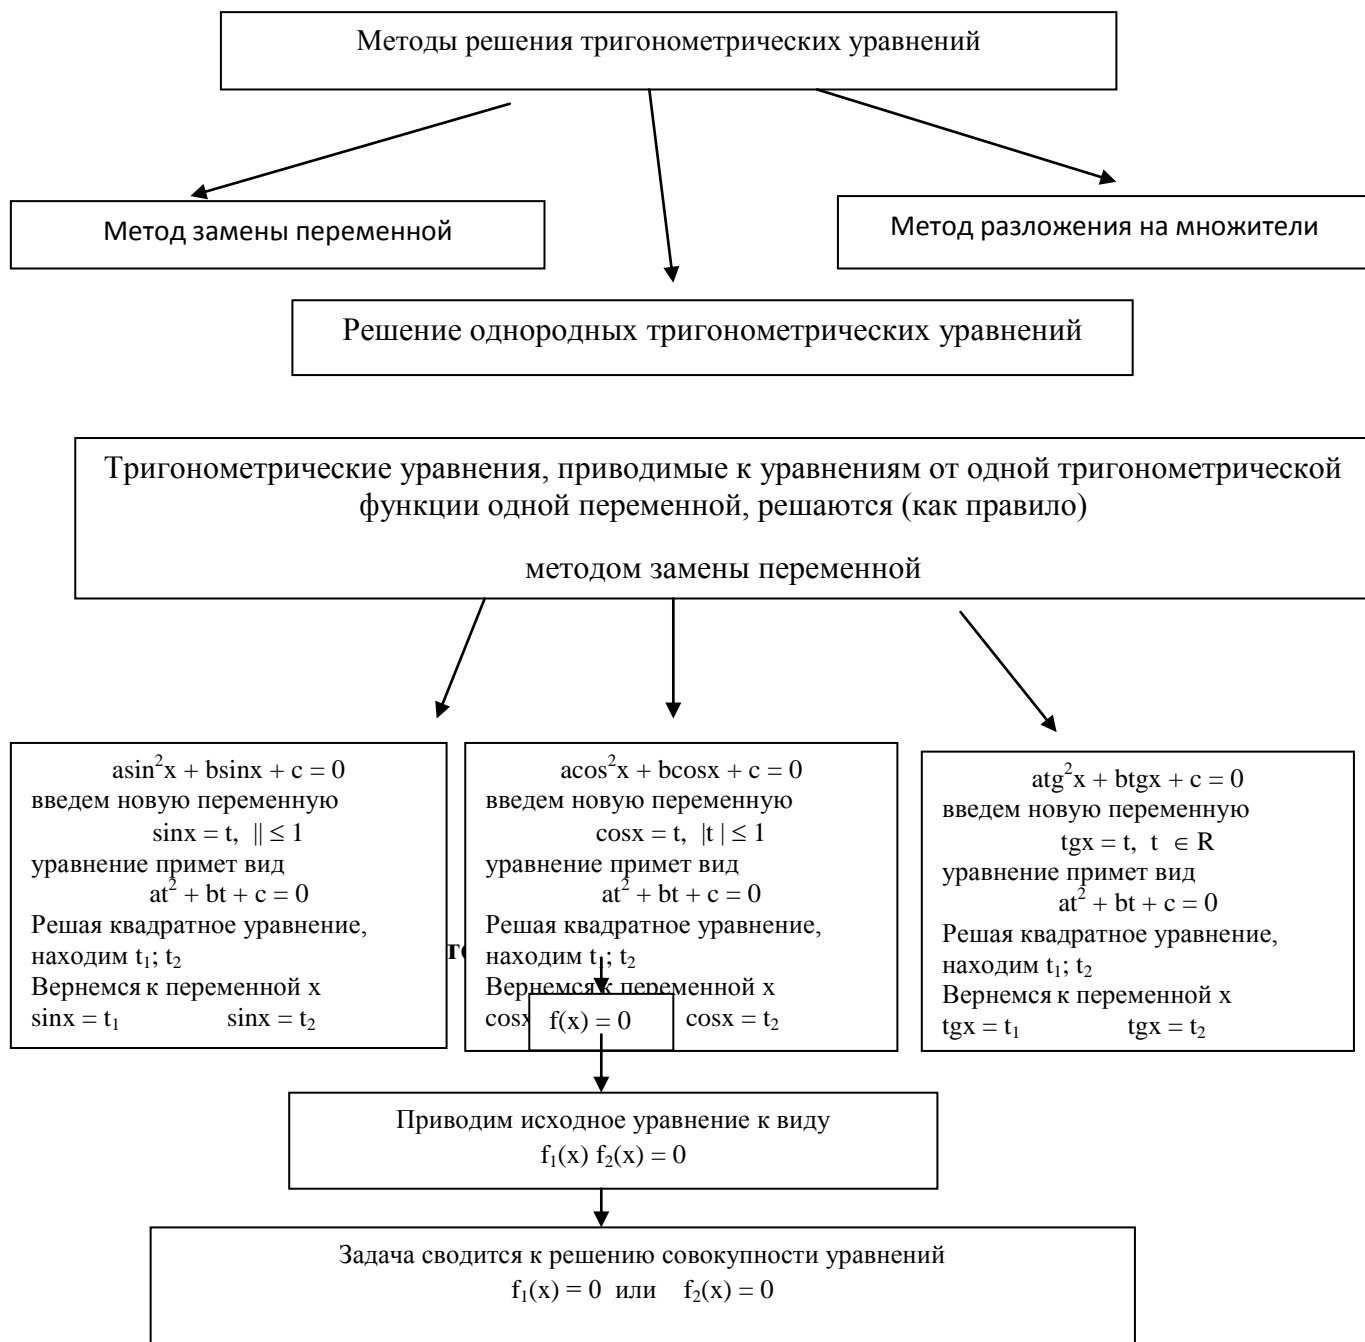 Методы решения тригонометрических уравнений
Метод замены переменной
Метод разложения на множители
Решение однородных тригонометрических уравнений
Тригонометрические уравнения, приводимые к уравнениям от одной тригонометрической
функции одной переменной, решаются (как правило)
методом замены переменной
asin²x + bsinx + c = 0
введем новую переменную
sinx = t, || ≤ 1
уравнение примет вид
at² + bt + c = 0
Решая квадратное уравнение,
находим t₁; t₂
Вернемся к переменной x
sinx = t₁ sinx = t₂
acos²x + bcosx + c = 0
введем новую переменную
cosx = t, |t | ≤ 1
уравнение примет вид
at² + bt + c = 0
Решая квадратное уравнение,
находим t₁; t₂
Вернемся к переменной x
cosx cosx = t₂
atg²x + btgx + c = 0
введем новую переменную
tgx = t, t ∈ R
уравнение примет вид
at² + bt + c = 0
Решая квадратное уравнение,
находим t₁; t₂
Вернемся к переменной x
tgx = t₁ tgx = t₂
f(x) = 0
Приводим исходное уравнение к виду
f₁(x) f₂(x) = 0
Задача сводится к решению совокупности уравнений
f₁(x) = 0 или f₂(x) = 0